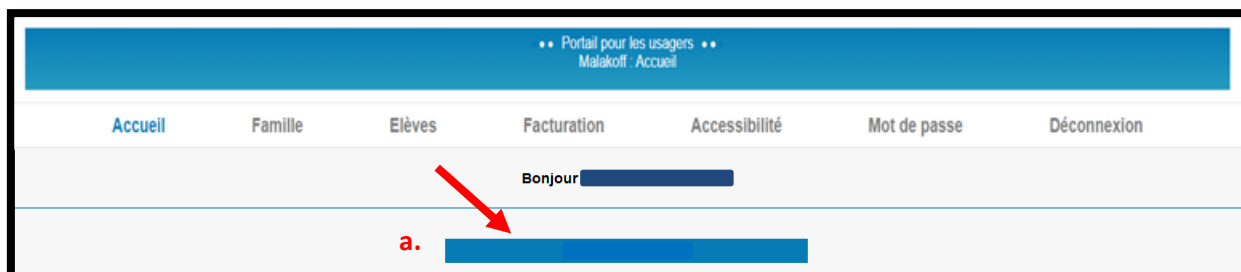 •• Portail pour les usagers ••
Malakoff : Accueil
Accueil Famille Elèves Facturation Accessibilité Mot de passe Déconnexion
Bonjour
a.